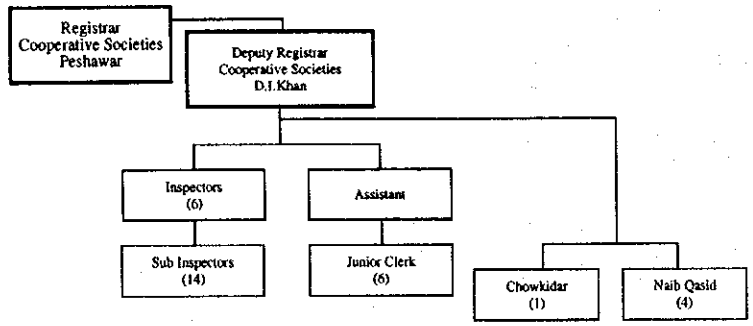 Registrar
Cooperative Societies
Peshawar
Deputy Registrar
Cooperative Societies
D.I.Khan
Inspectors
(6)
Assistant
Sub Inspectors
(14)
Junior Clerk
(6)
Chowkidar
(1)
Naib Qasid
(4)